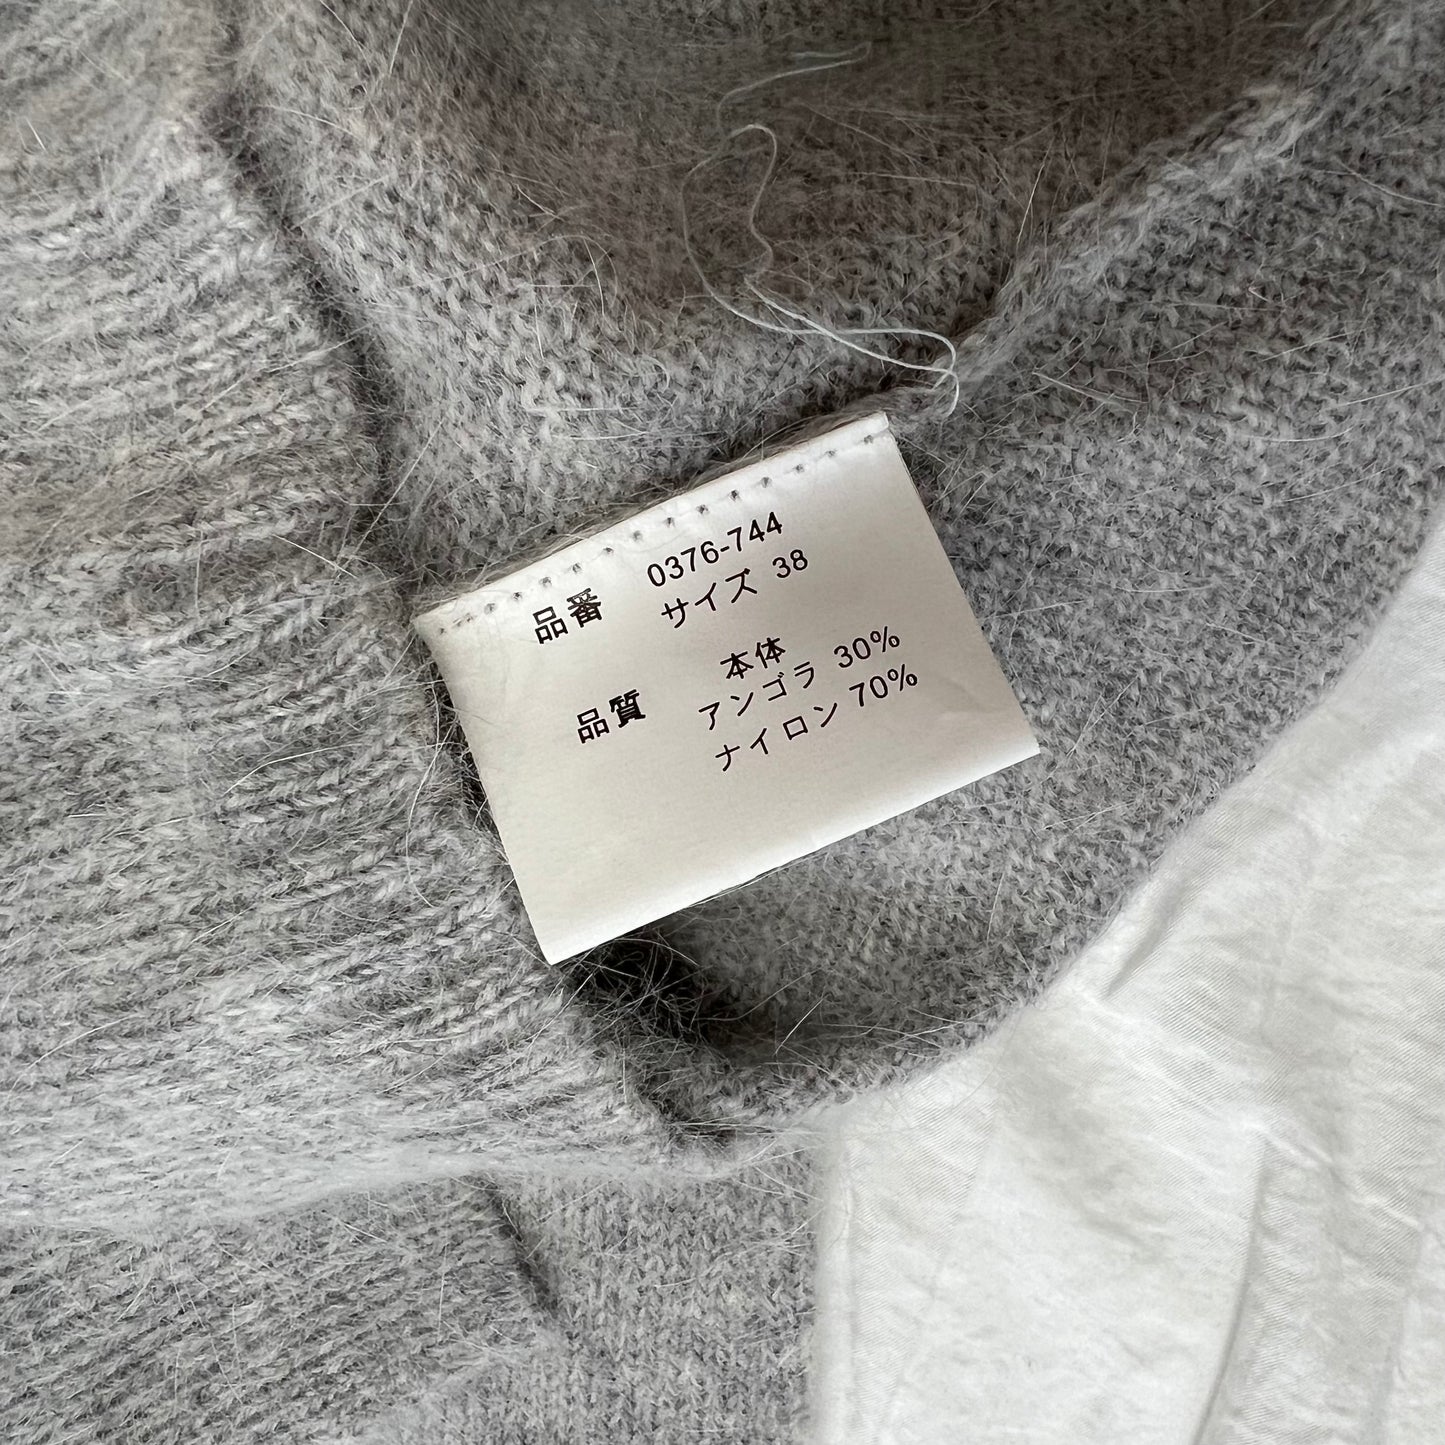 品番 0376-744
サイズ 38
本体
品質 アンゴラ 30%
ナイロン 70%